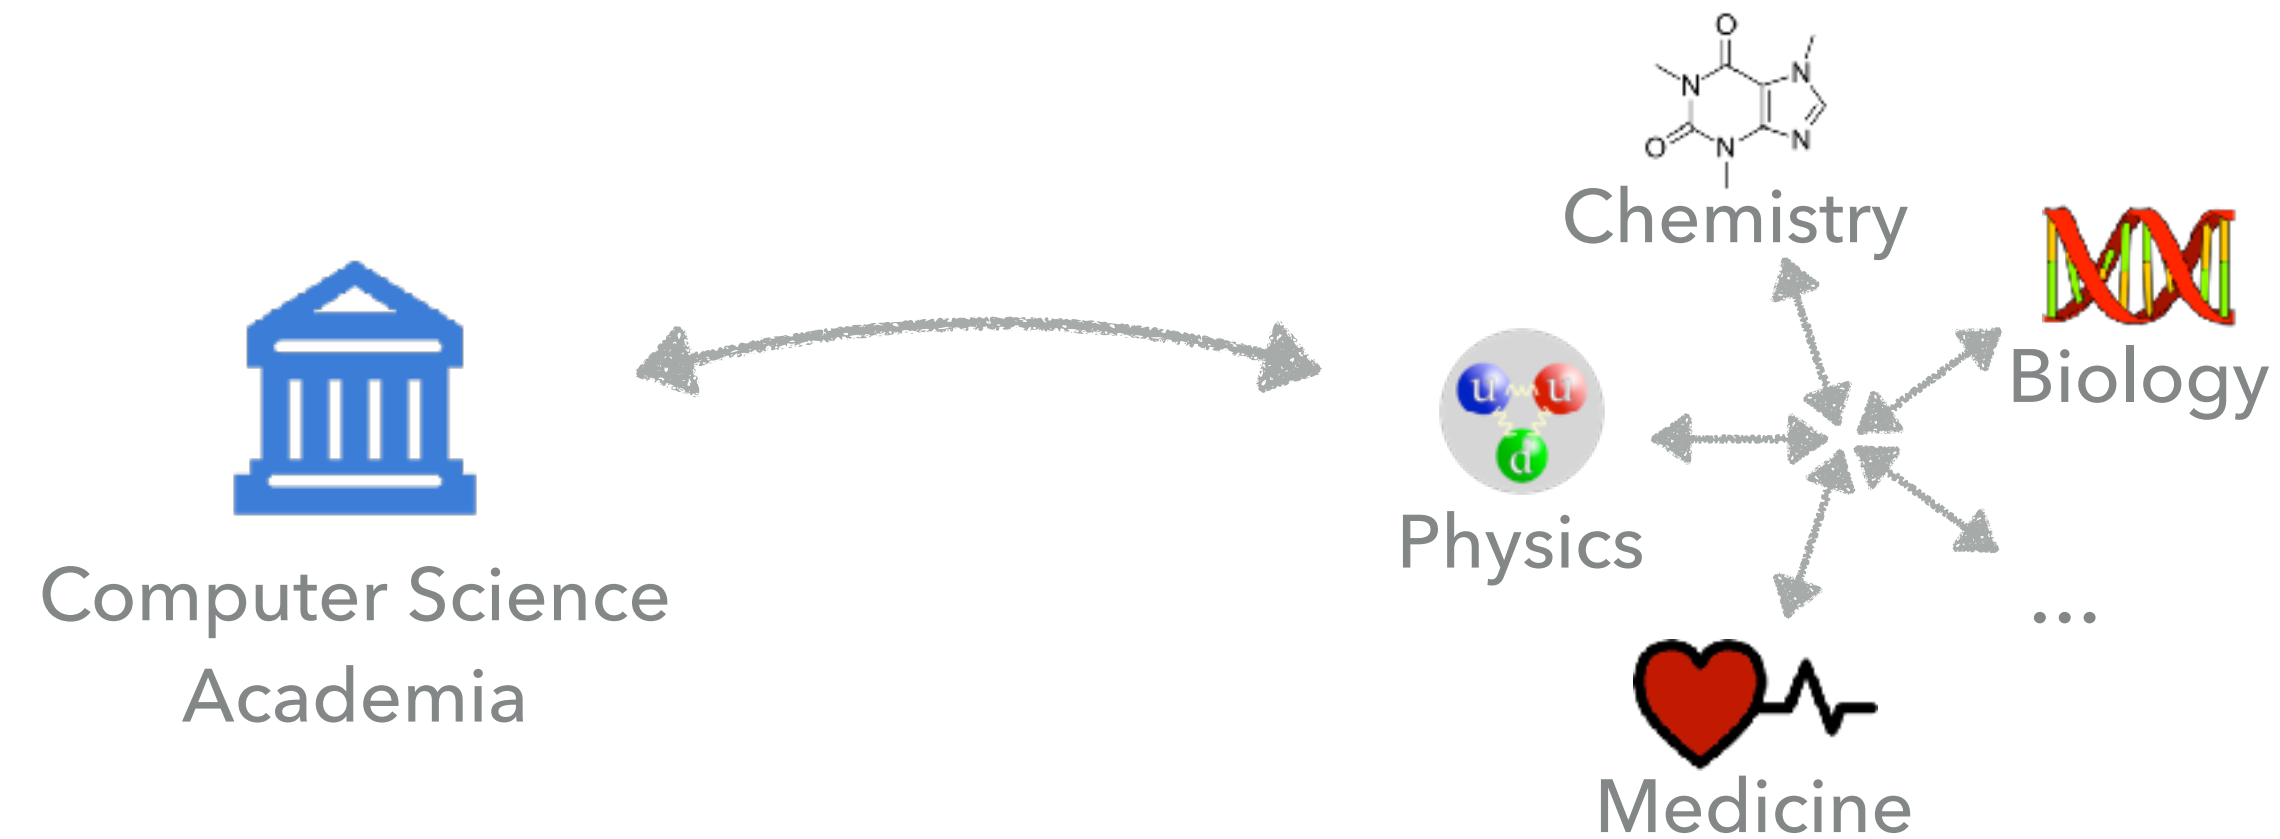 O
N
N
O
N
N
Chemistry
Biology
u u
d
Physics
Computer Science
Academia
...
Medicine